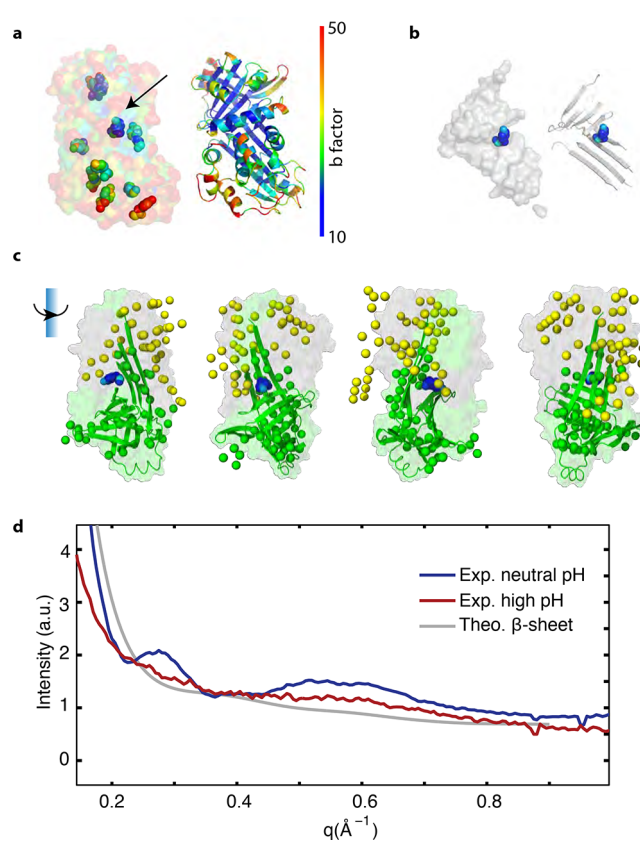 a
50
b factor
10
b
c
d
4
3
2
1
0
Intensity (a.u.)
Exp. neutral pH
Exp. high pH
Theo. β-sheet
0.2 0.4 0.6 0.8
q(Å⁻¹)